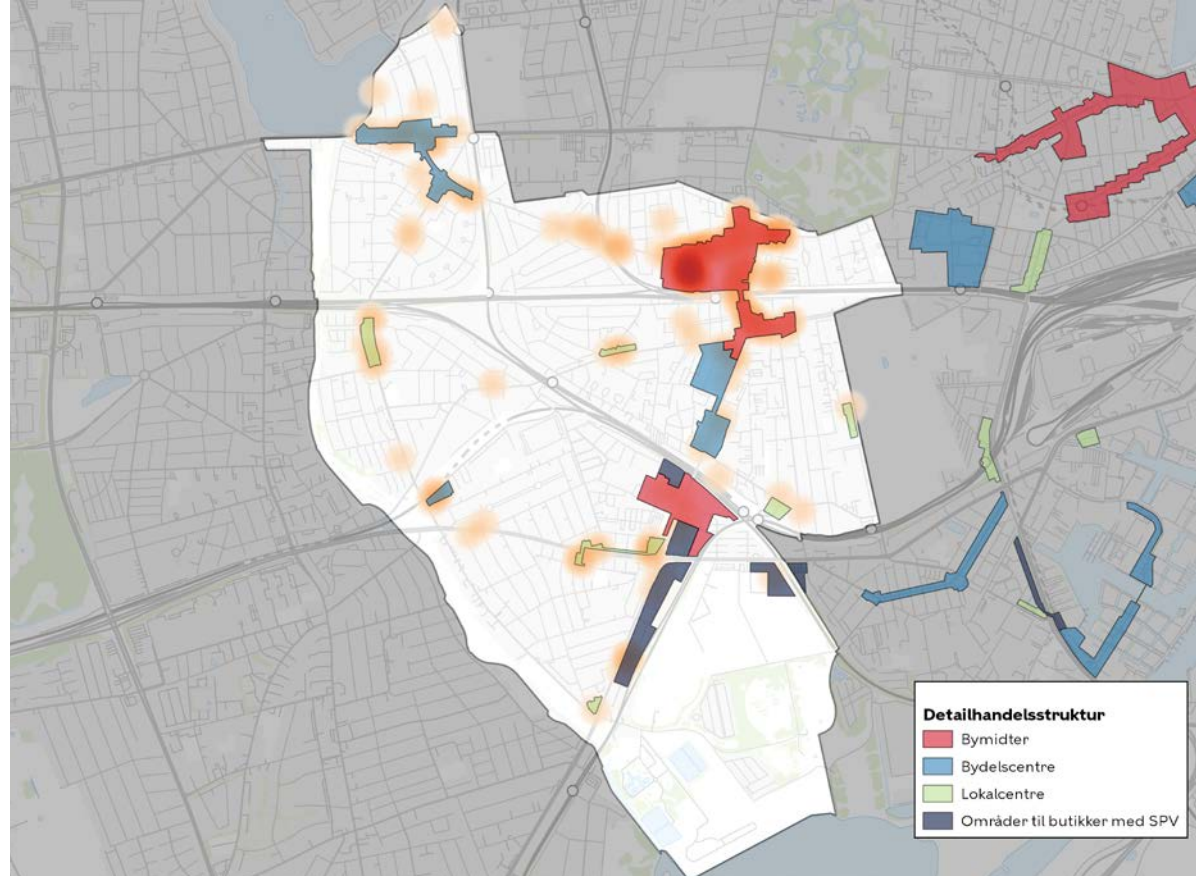 Detailhandelsstruktur
Bymidter
Bydelscentre
Lokalcentre
Områder til butikker med SPV